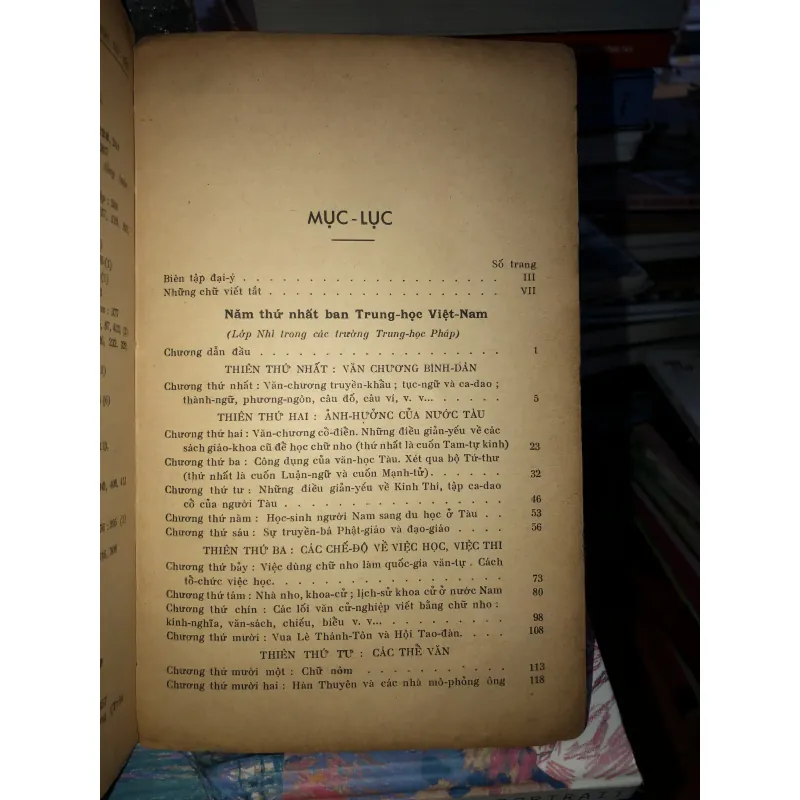 MỤC-LỤC
Số trang
Biên tập đại-ý . . . . . . . . . . . . . . . . . . . . III
Những chữ viết tắt . . . . . . . . . . . . . . . . . . VII
Năm thứ nhất ban Trung-học Việt-Nam
(Lớp Nhì trong các trường Trung-học Pháp)
Chương dẫn đầu . . . . . . . . . . . . . . . . . . . 1
THIÊN THỨ NHẤT : VĂN CHƯƠNG BÌNH-DÂN
Chương thứ nhất : Văn-chương truyền-khẩu ; tục-ngữ và ca-dao ;
thành-ngữ, phương-ngôn, câu đố, câu ví, v. v... . . . . . . 5
THIÊN THỨ HAI : ẢNH-HƯỞNG CỦA NƯỚC TÀU
Chương thứ hai : Văn-chương cổ-điển. Những điều giản-yếu về các
sách giáo-khoa cũ để học chữ nho (thứ nhất là cuốn Tam-tự kinh) 23
Chương thứ ba : Công dụng của văn-học Tàu. Xét qua bộ Tứ-thư
(thứ nhất là cuốn Luận-ngữ và cuốn Mạnh-tử) . . . . . . 32
Chương thứ tư : Những điều giản-yếu về Kinh Thi, tập ca-dao
cổ của người Tàu . . . . . . . . . . . . . . . . . 46
Chương thứ năm : Học-sinh người Nam sang du học ở Tàu . . 53
Chương thứ sáu : Sự truyền-bá Phật-giáo và đạo-giáo . . . . 56
THIÊN THỨ BA : CÁC CHẾ-ĐỘ VỀ VIỆC HỌC, VIỆC THI
Chương thứ bảy : Việc dùng chữ nho làm quốc-gia văn-tự . Cách
tổ-chức việc học. . . . . . . . . . . . . . . . . . 73
Chương thứ tám : Nhà nho, khoa-cử ; lịch-sử khoa cử ở nước Nam 80
Chương thứ chín : Các lối văn cử-nghiệp viết bằng chữ nho :
kinh-nghĩa, văn-sách, chiếu, biểu v. v... . . . . . . . . 98
Chương thứ mười : Vua Lê Thánh-Tôn và Hội Tao-đàn. . . . 108
THIÊN THỨ TƯ : CÁC THỂ VĂN
Chương thứ mười một : Chữ nôm . . . . . . . . . . . 113
Chương thứ mười hai : Hàn Thuyên và các nhà mô-phỏng ông 118